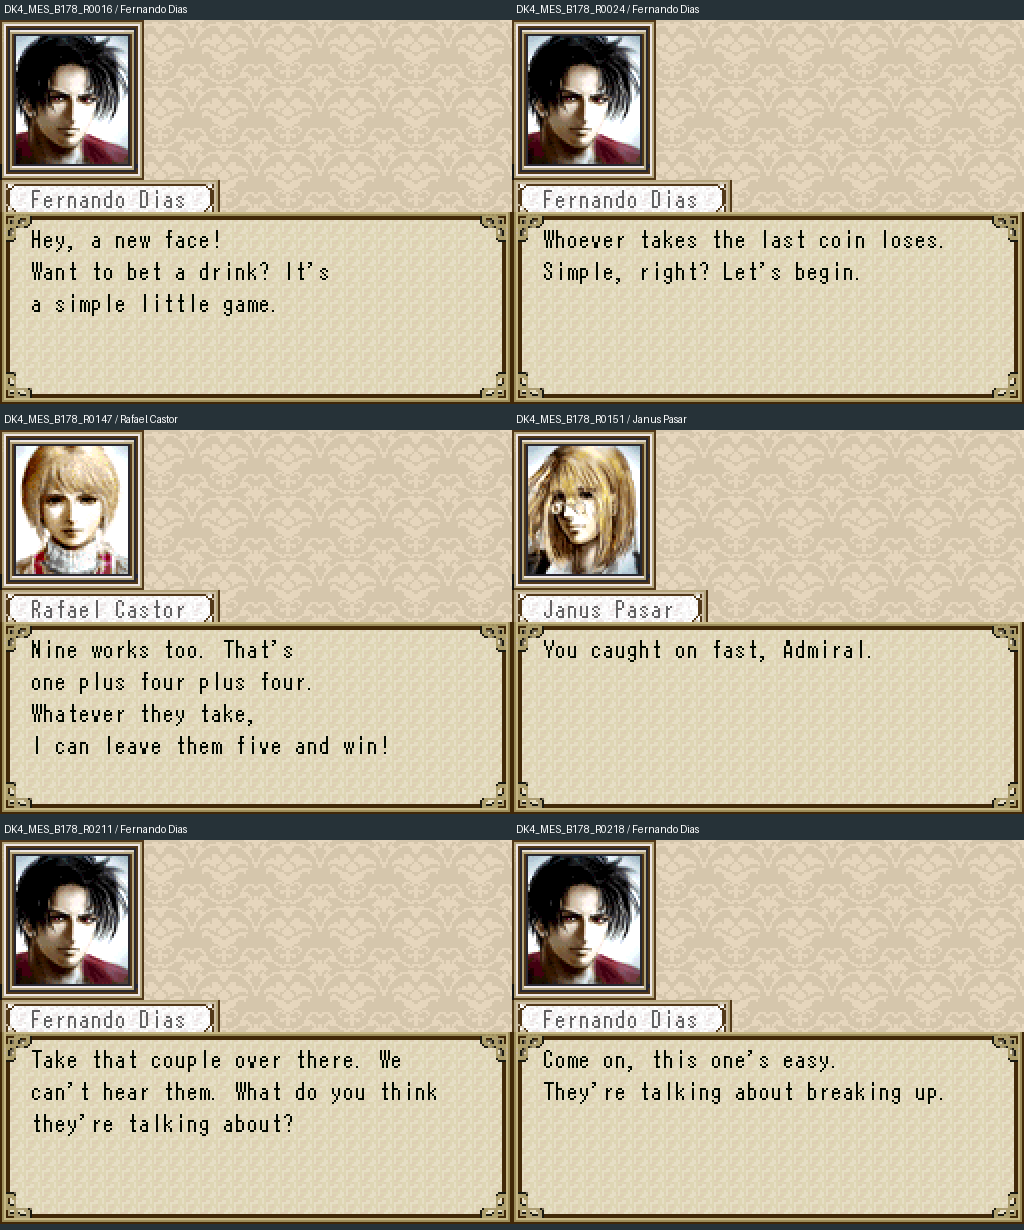 DK4_MES_B178_R0016 / Fernando Dias
Fernando Dias
Hey, a new face!
Want to bet a drink? It's
a simple little game.
DK4_MES_B178_R0024 / Fernando Dias
Fernando Dias
Whoever takes the last coin loses.
Simple, right? Let's begin.
DK4_MES_B178_R0147 / Rafael Castor
Rafael Castor
Nine works too. That's
one plus four plus four.
Whatever they take,
I can leave them five and win!
DK4_MES_B178_R0151 / Janus Pasar
Janus Pasar
You caught on fast, Admiral.
DK4_MES_B178_R0211 / Fernando Dias
Fernando Dias
Take that couple over there. We
can't hear them. What do you think
they're talking about?
DK4_MES_B178_R0218 / Fernando Dias
Fernando Dias
Come on, this one's easy.
They're talking about breaking up.